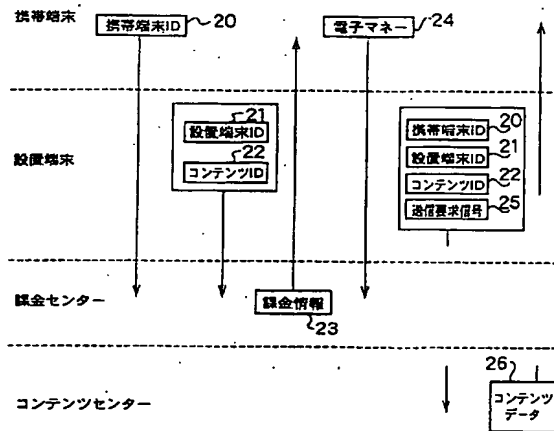 携帯端末
携帯端末ID
20
電子マネー
24
設置端末
21
設置端末ID
22
コンテンツID
携帯端末ID
20
設置端末ID
21
コンテンツID
22
送信要求信号
25
課金センター
課金情報
23
コンテンツセンター
26
コンテンツ
データ